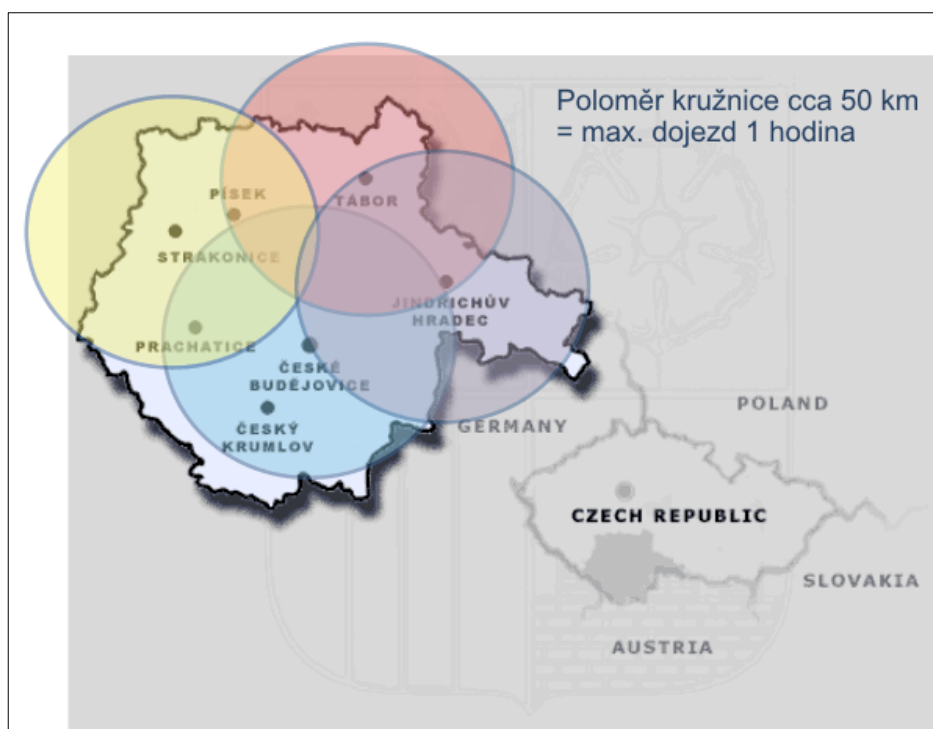 Poloměr kružnice cca 50 km
= max. dojezd 1 hodina
PÍSEK
TÁBOR
STRAKONICE
JINDŘICHŮV
HRADEC
PRACHATICE
ČESKÉ
BUDĚJOVICE
ČESKÝ
KRUMLOV
GERMANY
POLAND
CZECH REPUBLIC
SLOVAKIA
AUSTRIA